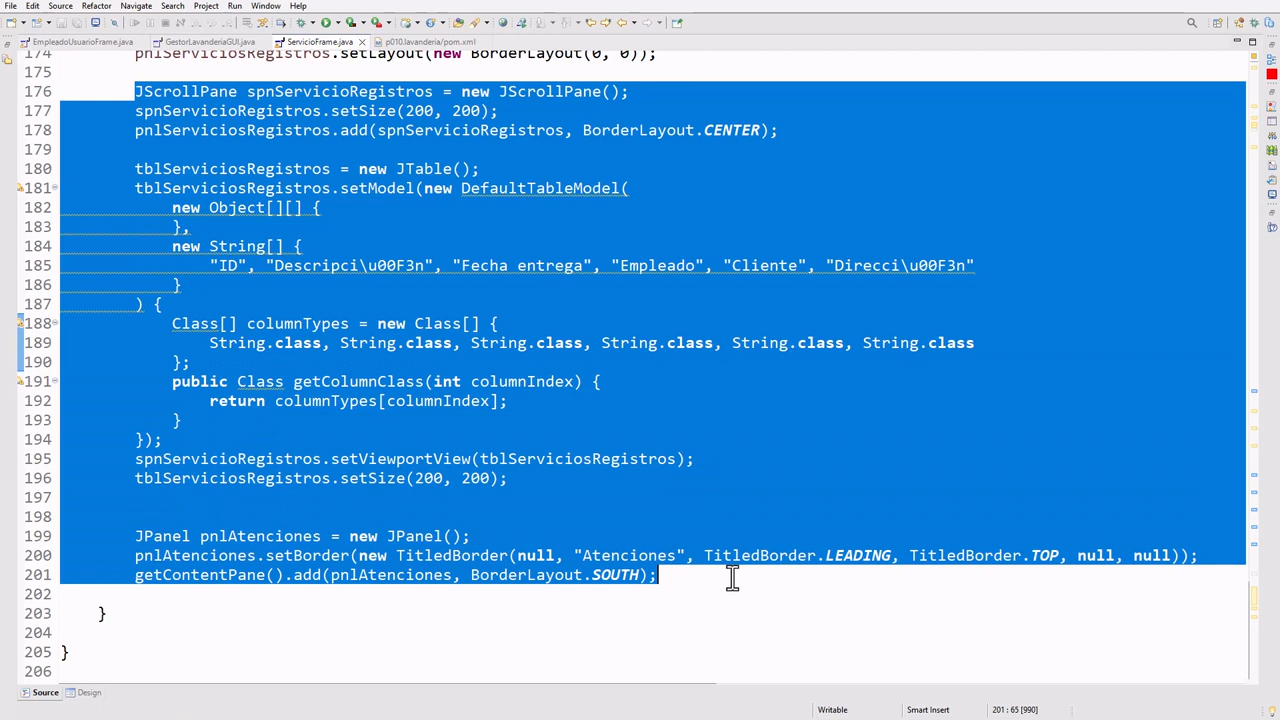 File Edit Source Refactor Navigate Search Project Run Window Help
EmpleadoUsuarioFrame.java GestorLavanderiaGUI.java ServicioFrame.java p010.lavanderia/pom.xml
174 pnlServiciosRegistros.setLayout(new BorderLayout(0, 0));
175
176 JScrollPane spnServicioRegistros = new JScrollPane();
177 spnServicioRegistros.setSize(200, 200);
178 pnlServiciosRegistros.add(spnServicioRegistros, BorderLayout.CENTER);
179
180 tblServiciosRegistros = new JTable();
181 tblServiciosRegistros.setModel(new DefaultTableModel(
182 new Object[][] {
183 },
184 new String[] {
185 "ID", "Descripci\u00F3n", "Fecha entrega", "Empleado", "Cliente", "Direcci\u00F3n"
186 }
187 ) {
188 Class[] columnTypes = new Class[] {
189 String.class, String.class, String.class, String.class, String.class, String.class
190 };
191 public Class getColumnClass(int columnIndex) {
192 return columnTypes[columnIndex];
193 }
194 });
195 spnServicioRegistros.setViewportView(tblServiciosRegistros);
196 tblServiciosRegistros.setSize(200, 200);
197
198
199 JPanel pnlAtenciones = new JPanel();
200 pnlAtenciones.setBorder(new TitledBorder(null, "Atenciones", TitledBorder.LEADING, TitledBorder.TOP, null, null));
201 getContentPane().add(pnlAtenciones, BorderLayout.SOUTH);
202
203 }
204
205 }
206
Source Design
Writable Smart Insert 201 : 65 [990]